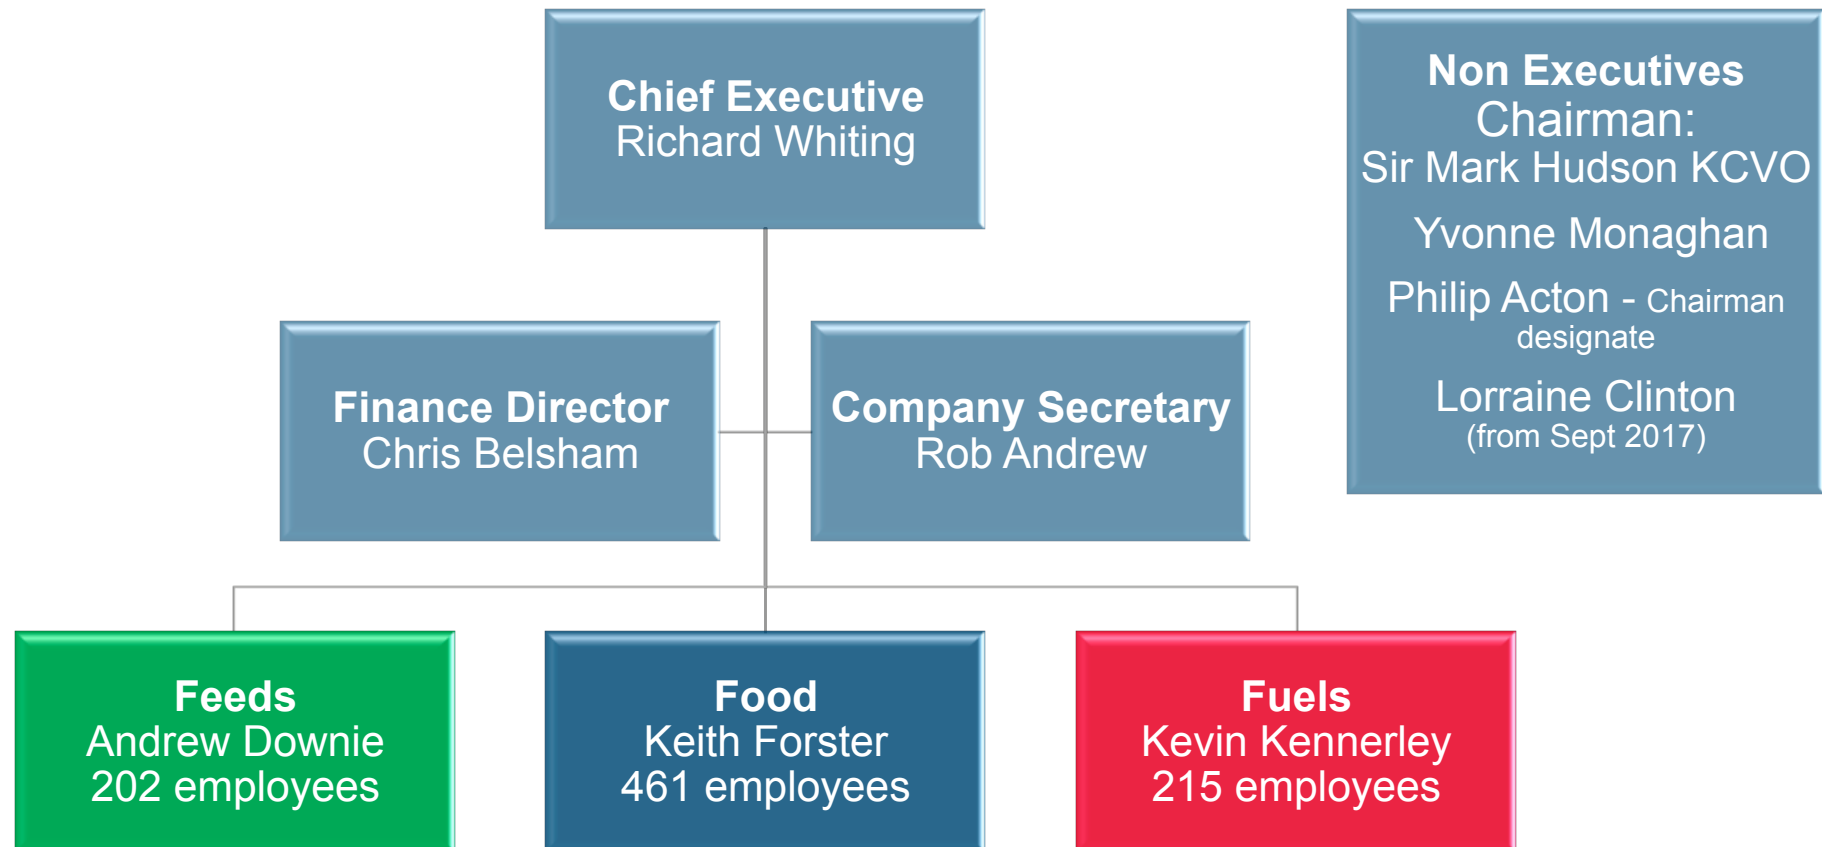 Chief Executive
Richard Whiting
Non Executives
Chairman:
Sir Mark Hudson KCVO
Yvonne Monaghan
Philip Acton - Chairman
designate
Lorraine Clinton
(from Sept 2017)
Finance Director
Chris Belsham
Company Secretary
Rob Andrew
Feeds
Andrew Downie
202 employees
Food
Keith Forster
461 employees
Fuels
Kevin Kennerley
215 employees